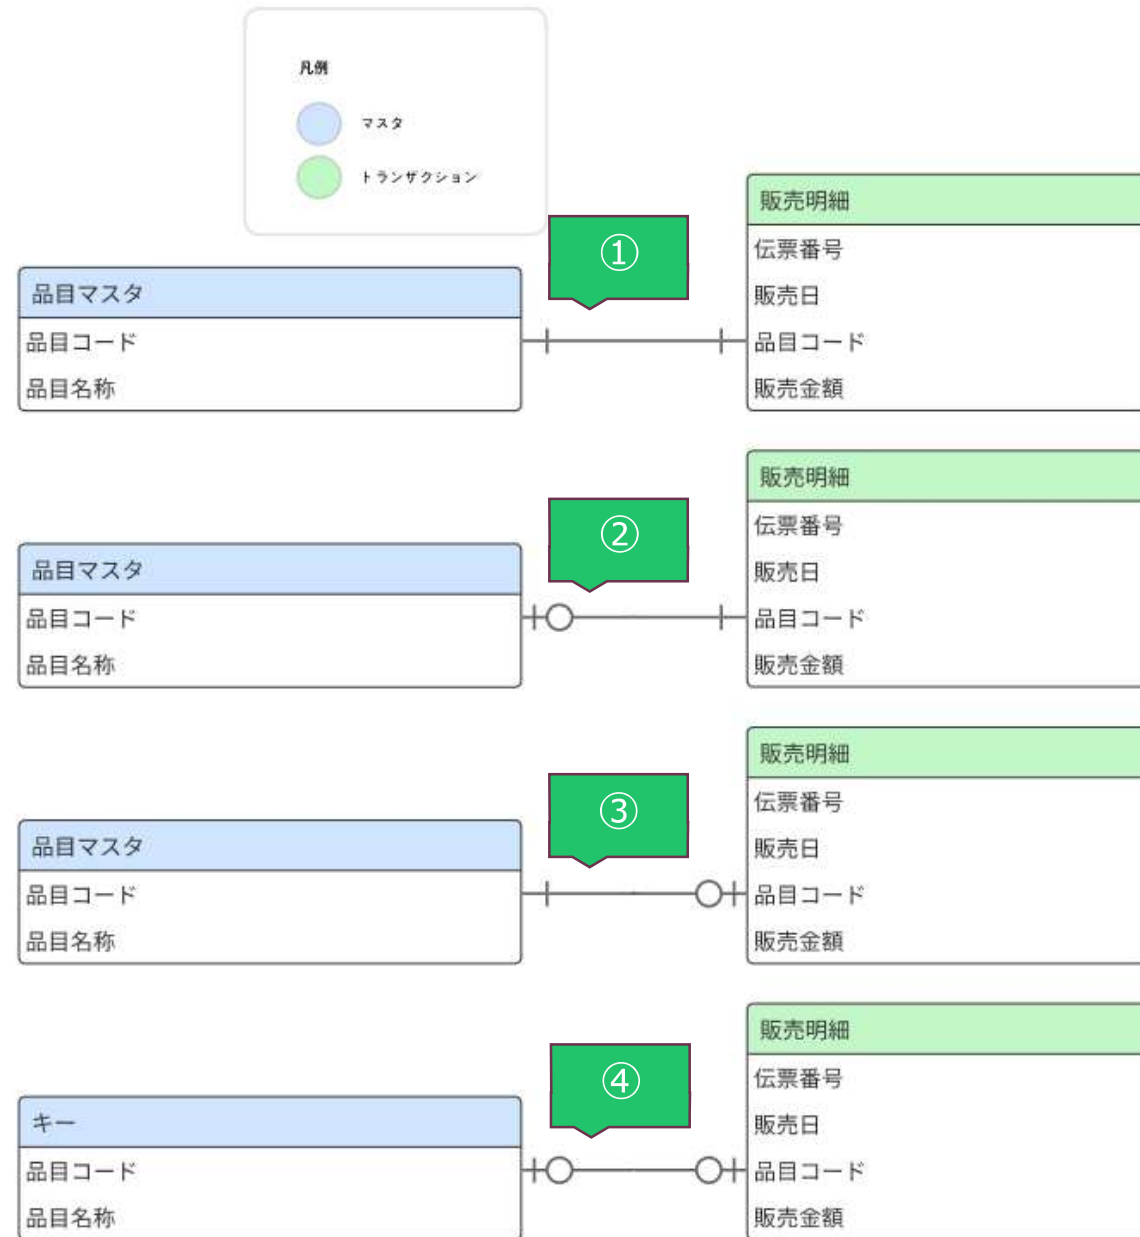 凡例
マスタ
トランザクション
①
品目マスタ
品目コード
品目名称
販売明細
伝票番号
販売日
品目コード
販売金額
②
品目マスタ
品目コード
品目名称
販売明細
伝票番号
販売日
品目コード
販売金額
③
品目マスタ
品目コード
品目名称
販売明細
伝票番号
販売日
品目コード
販売金額
④
キー
品目コード
品目名称
販売明細
伝票番号
販売日
品目コード
販売金額